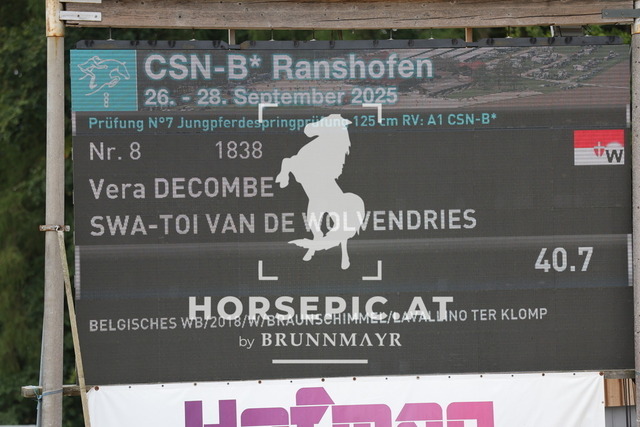 CSN-B* Ranshofen
26. - 28. September 2025
Prüfung N°7 Jungpferdespringprüfung 125 cm RV: A1 CSN-B*
Nr. 8 1838
W
Vera DECOMBE
SWA-TOI VAN DE WOLVENDRIES
40.7
HORSEPIC.AT
BELGISCHES WB/2018/W/BRAUNSCHIMMEL/LAVALLINO TER KLOMP
by BRUNNMAYR